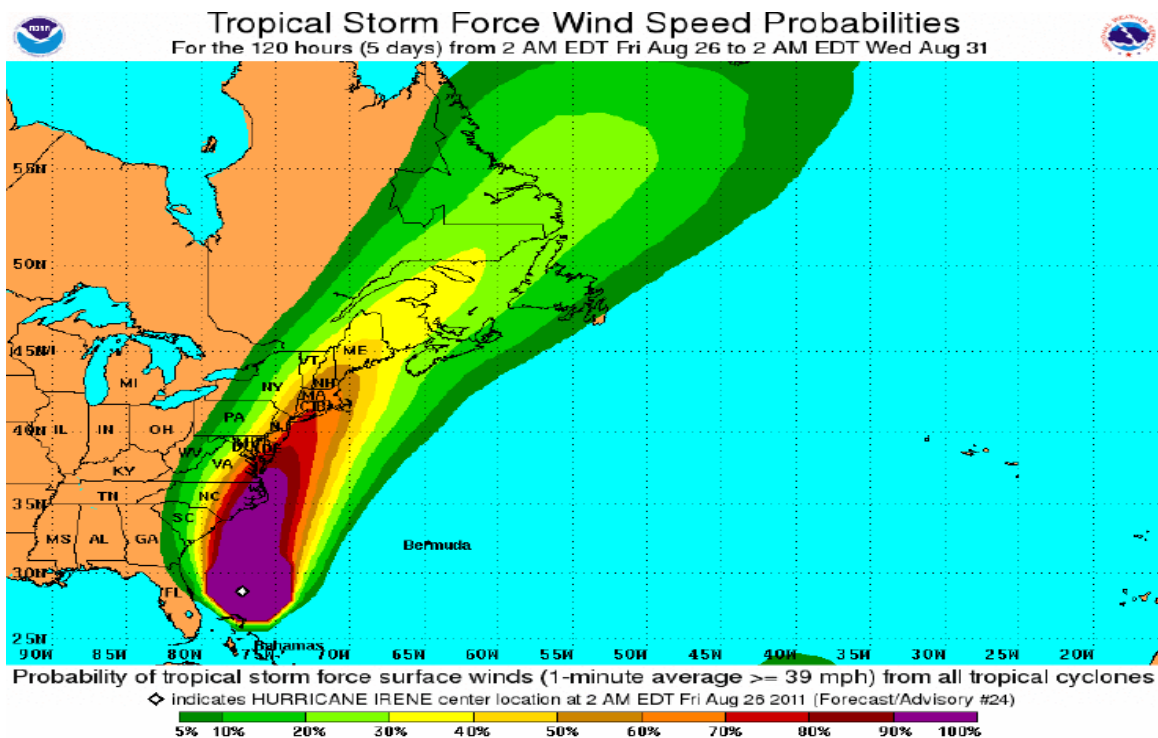 Tropical Storm Force Wind Speed Probabilities
For the 120 hours (5 days) from 2 AM EDT Fri Aug 26 to 2 AM EDT Wed Aug 31
NOAA
NATIONAL WEATHER SERVICE
55N
50N
45N WI VT ME
MI NY NH
MA
PA
40N IL IN OH NJ
WV DE
VA
KY
TN NC
35N
SC
MS AL GA
Bermuda
30N
FL
25N
Bahamas
90W 85W 80W 75W 70W 65W 60W 55W 50W 45W 40W 35W 30W 25W 20W
Probability of tropical storm force surface winds (1-minute average >= 39 mph) from all tropical cyclones
indicates HURRICANE IRENE center location at 2 AM EDT Fri Aug 26 2011 (Forecast/Advisory #24)
5% 10% 20% 30% 40% 50% 60% 70% 80% 90% 100%